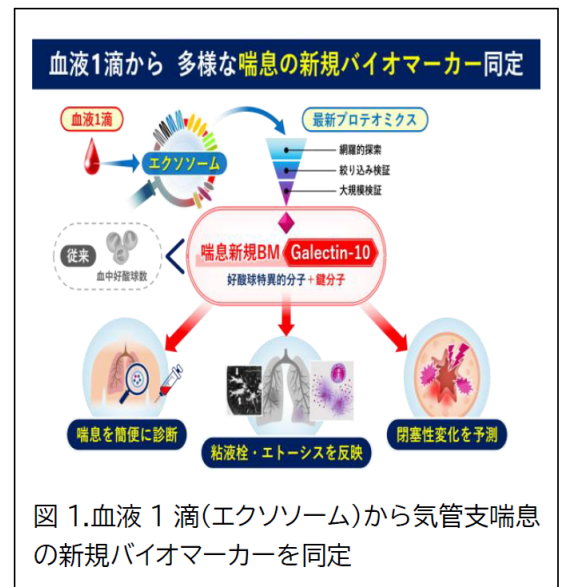 血液1滴から 多様な喘息の新規バイオマーカー同定
血液1滴
エクソソーム
最新プロテオミクス
網羅的探索
絞り込み検証
大規模検証
従来
血中好酸球数
喘息新規BM Galectin-10
好酸球特異的分子+鍵分子
喘息を簡便に診断
粘液栓・エトーシスを反映
閉塞性変化を予測
図 1.血液 1 滴(エクソソーム)から気管支喘息
の新規バイオマーカーを同定